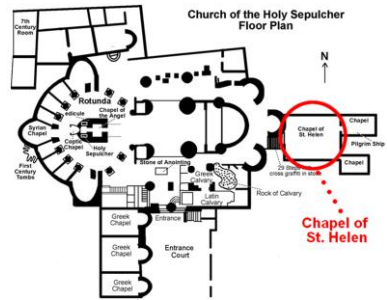 Church of the Holy Sepulcher
Floor Plan
7th
Century
Room
N
Rotunda
Chapel of
the Angel
edicule
Syrian
Chapel
Coptic
Chapel
Holy
Sepulcher
First
Century
Tombs
Stone of Anointing
Greek
Calvary
Latin
Calvary
Rock of Calvary
29 Steps
cross graffiti in stone
Chapel of
St. Helen
Chapel
Pilgrim Ship
Chapel
Greek
Chapel
Greek
Chapel
Greek
Chapel
Entrance
Entrance
Court
Chapel of
St. Helen